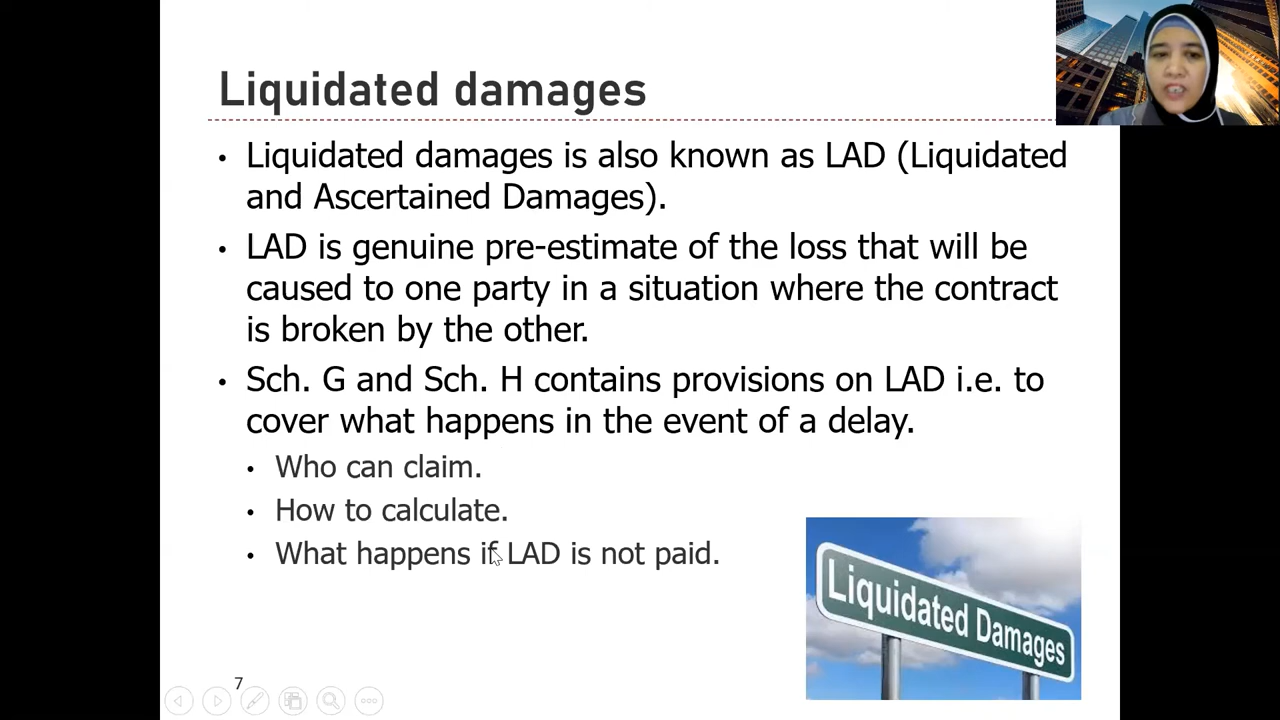 Liquidated damages
• Liquidated damages is also known as LAD (Liquidated
and Ascertained Damages).
• LAD is genuine pre-estimate of the loss that will be
caused to one party in a situation where the contract
is broken by the other.
• Sch. G and Sch. H contains provisions on LAD i.e. to
cover what happens in the event of a delay.
• Who can claim.
• How to calculate.
• What happens if LAD is not paid.
Liquidated Damages
7